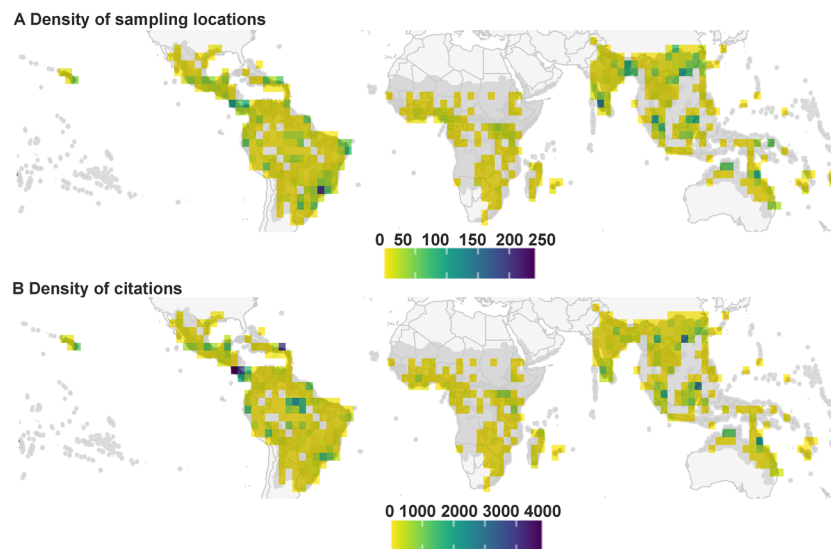 A Density of sampling locations
0 50 100 150 200 250
B Density of citations
0 1000 2000 3000 4000